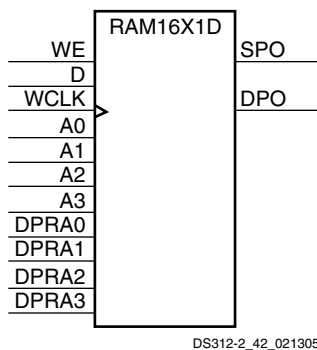 RAM16X1D
WE
SPO
D
WCLK
DPO
A0
A1
A2
A3
DPRA0
DPRA1
DPRA2
DPRA3
DS312-2_42_021305